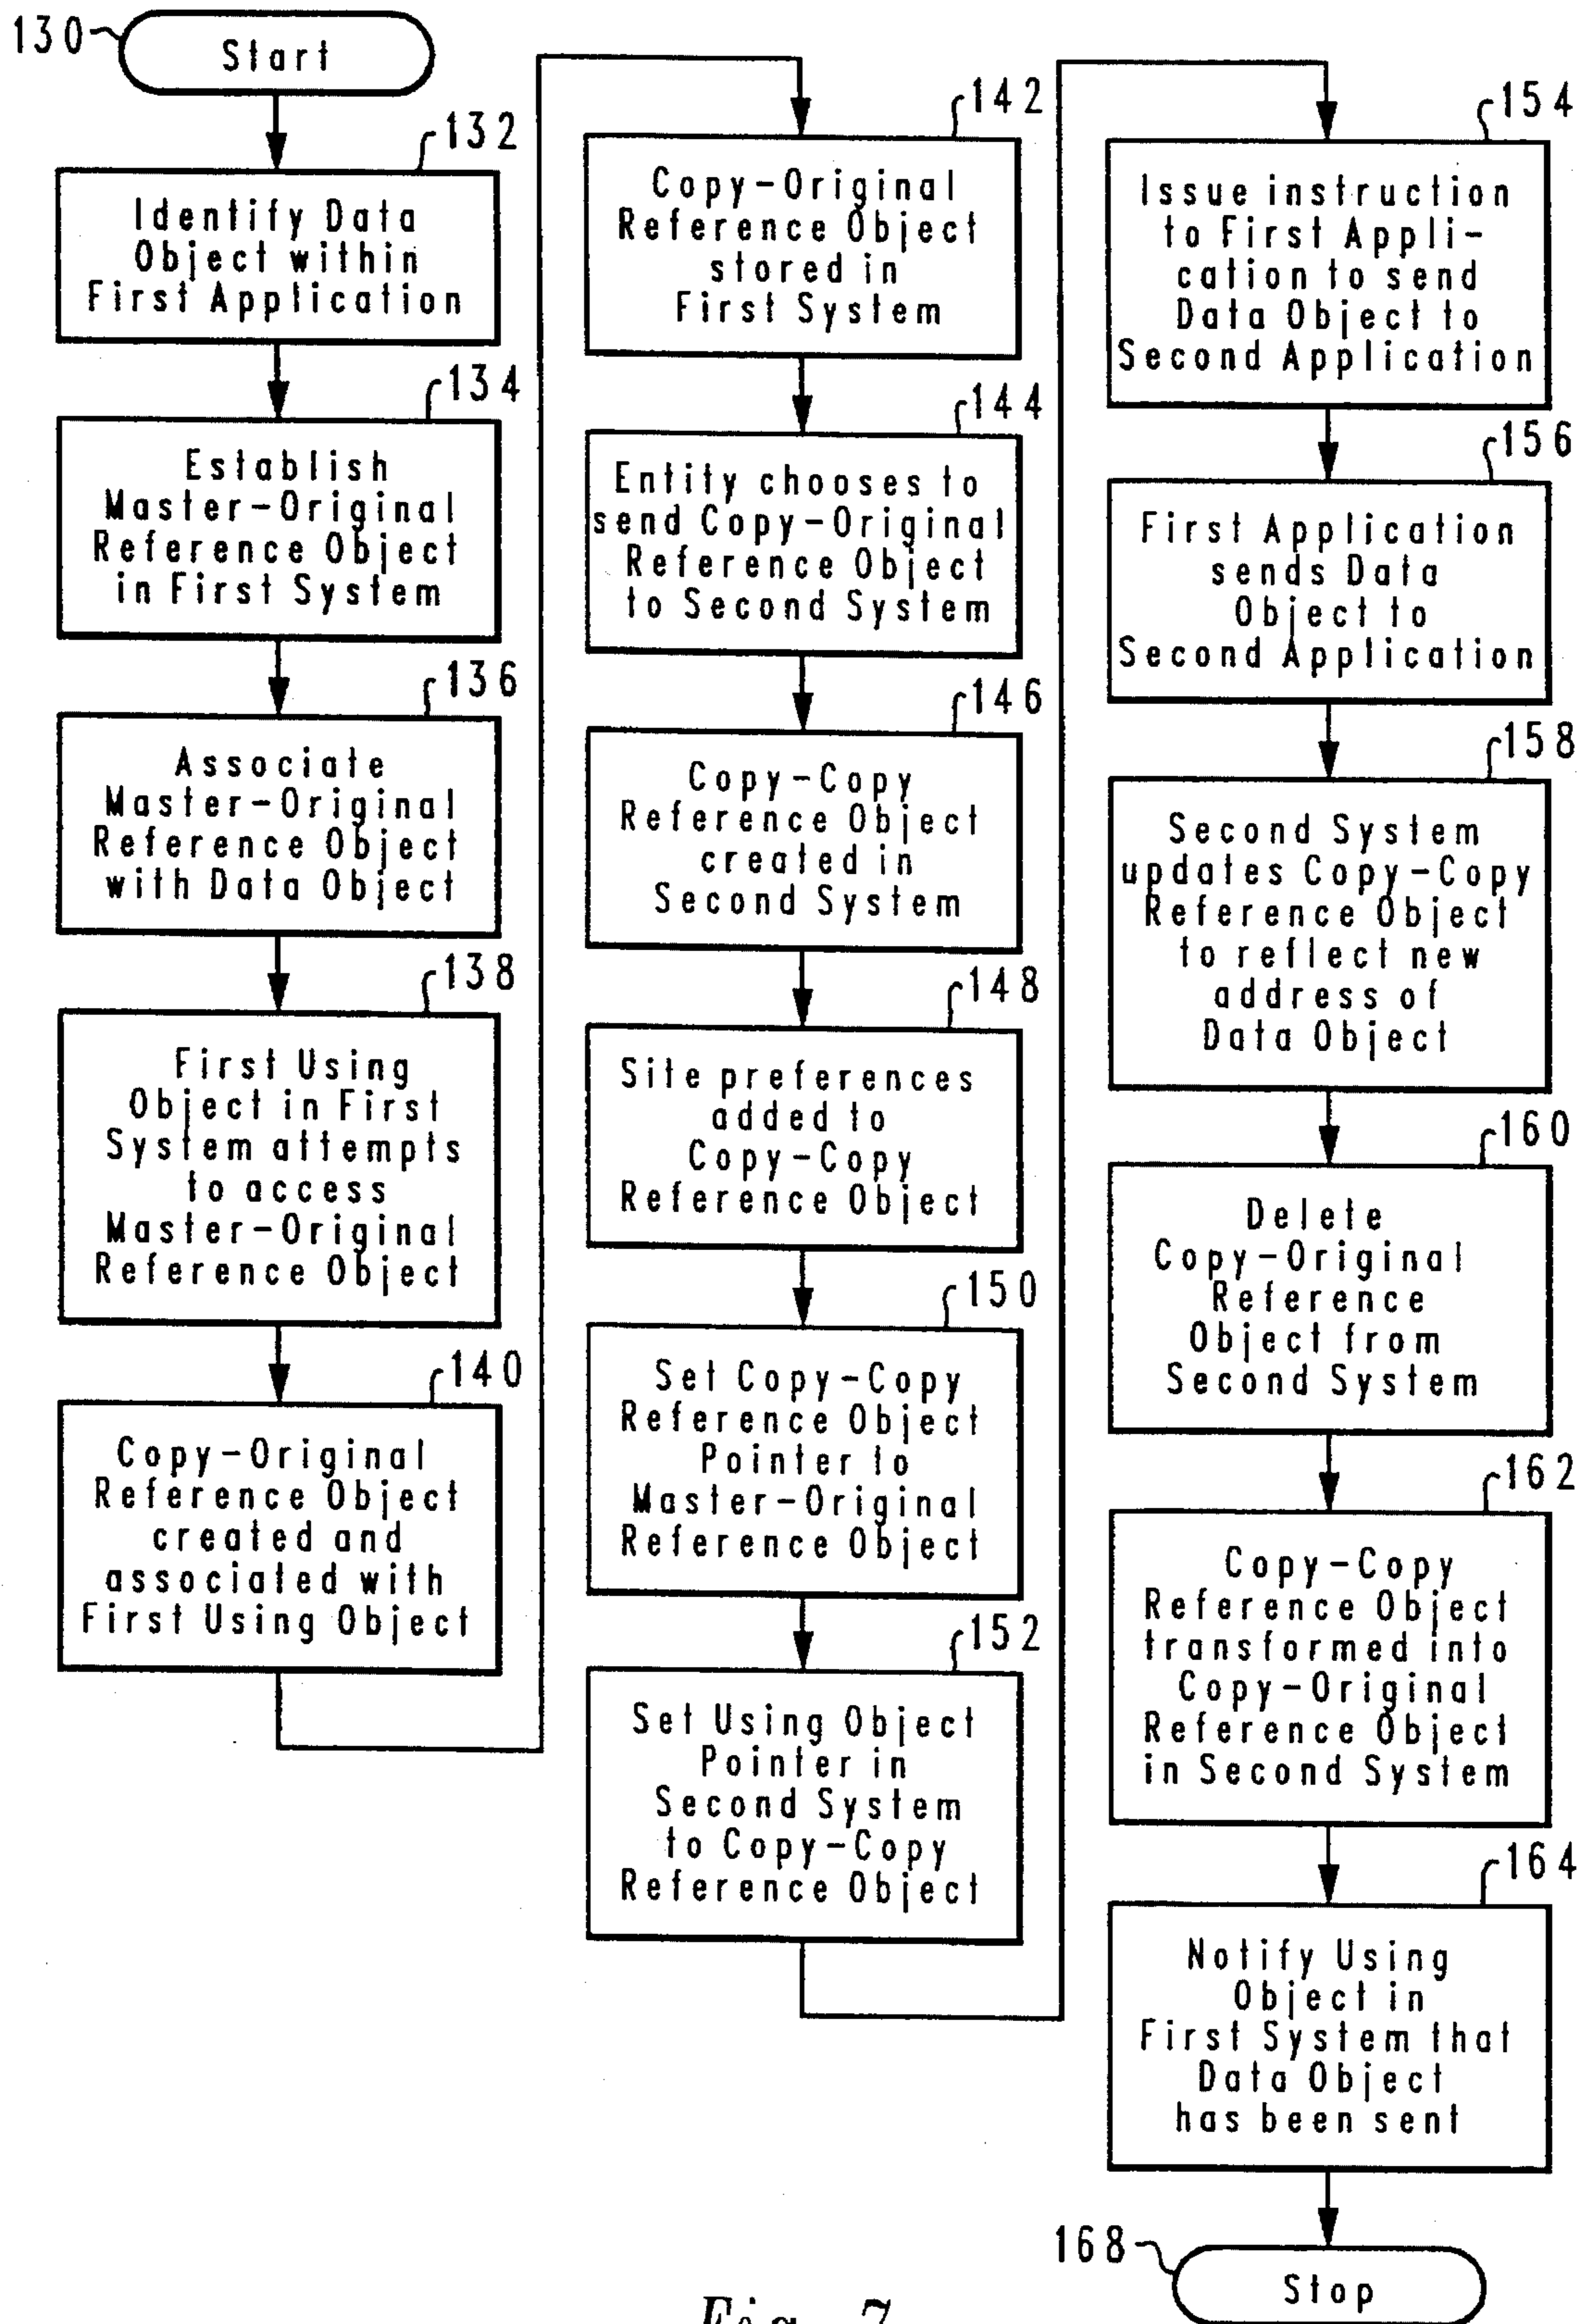 130
Start
132
Identify Data
Object within
First Application
134
Establish
Master-Original
Reference Object
in First System
136
Associate
Master-Original
Reference Object
with Data Object
138
First Using
Object in First
System attempts
to access
Master-Original
Reference Object
140
Copy-Original
Reference Object
created and
associated with
First Using Object
142
Copy-Original
Reference Object
stored in
First System
144
Entity chooses to
send Copy-Original
Reference Object
to Second System
146
Copy-Copy
Reference Object
created in
Second System
148
Site preferences
added to
Copy-Copy
Reference Object
150
Set Copy-Copy
Reference Object
Pointer to
Master-Original
Reference Object
152
Set Using Object
Pointer in
Second System
to Copy-Copy
Reference Object
154
Issue instruction
to First Appli-
cation to send
Data Object to
Second Application
156
First Application
sends Data
Object to
Second Application
158
Second System
updates Copy-Copy
Reference Object
to reflect new
address of
Data Object
160
Delete
Copy-Original
Reference
Object from
Second System
162
Copy-Copy
Reference Object
transformed into
Copy-Original
Reference Object
in Second System
164
Notify Using
Object in
First System that
Data Object
has been sent
168
Stop
Fig. 7